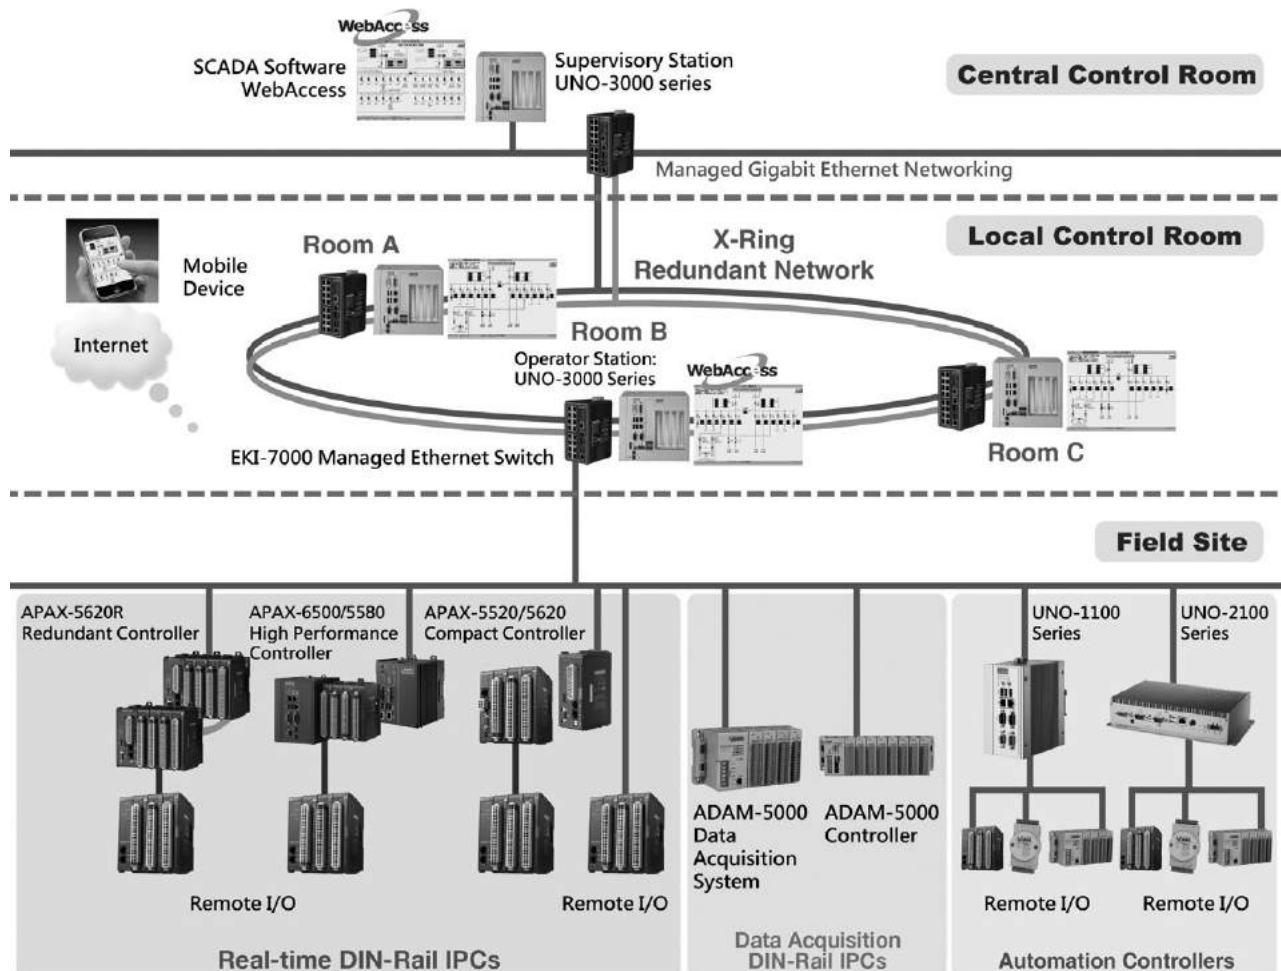 WebAccess
SCADA Software
WebAccess
Supervisory Station
UNO-3000 series
Central Control Room
Managed Gigabit Ethernet Networking
Local Control Room
Mobile
Device
Internet
Room A
X-Ring
Redundant Network
Room B
Operator Station:
UNO-3000 Series
WebAccess
EKI-7000 Managed Ethernet Switch
Room C
Field Site
APAX-5620R
Redundant Controller
APAX-6500/5580
High Performance
Controller
APAX-5520/5620
Compact Controller
UNO-1100
Series
UNO-2100
Series
ADAM-5000
Data
Acquisition
System
ADAM-5000
Controller
Remote I/O
Remote I/O
Remote I/O
Remote I/O
Real-time DIN-Rail IPCs
Data Acquisition
DIN-Rail IPCs
Automation Controllers